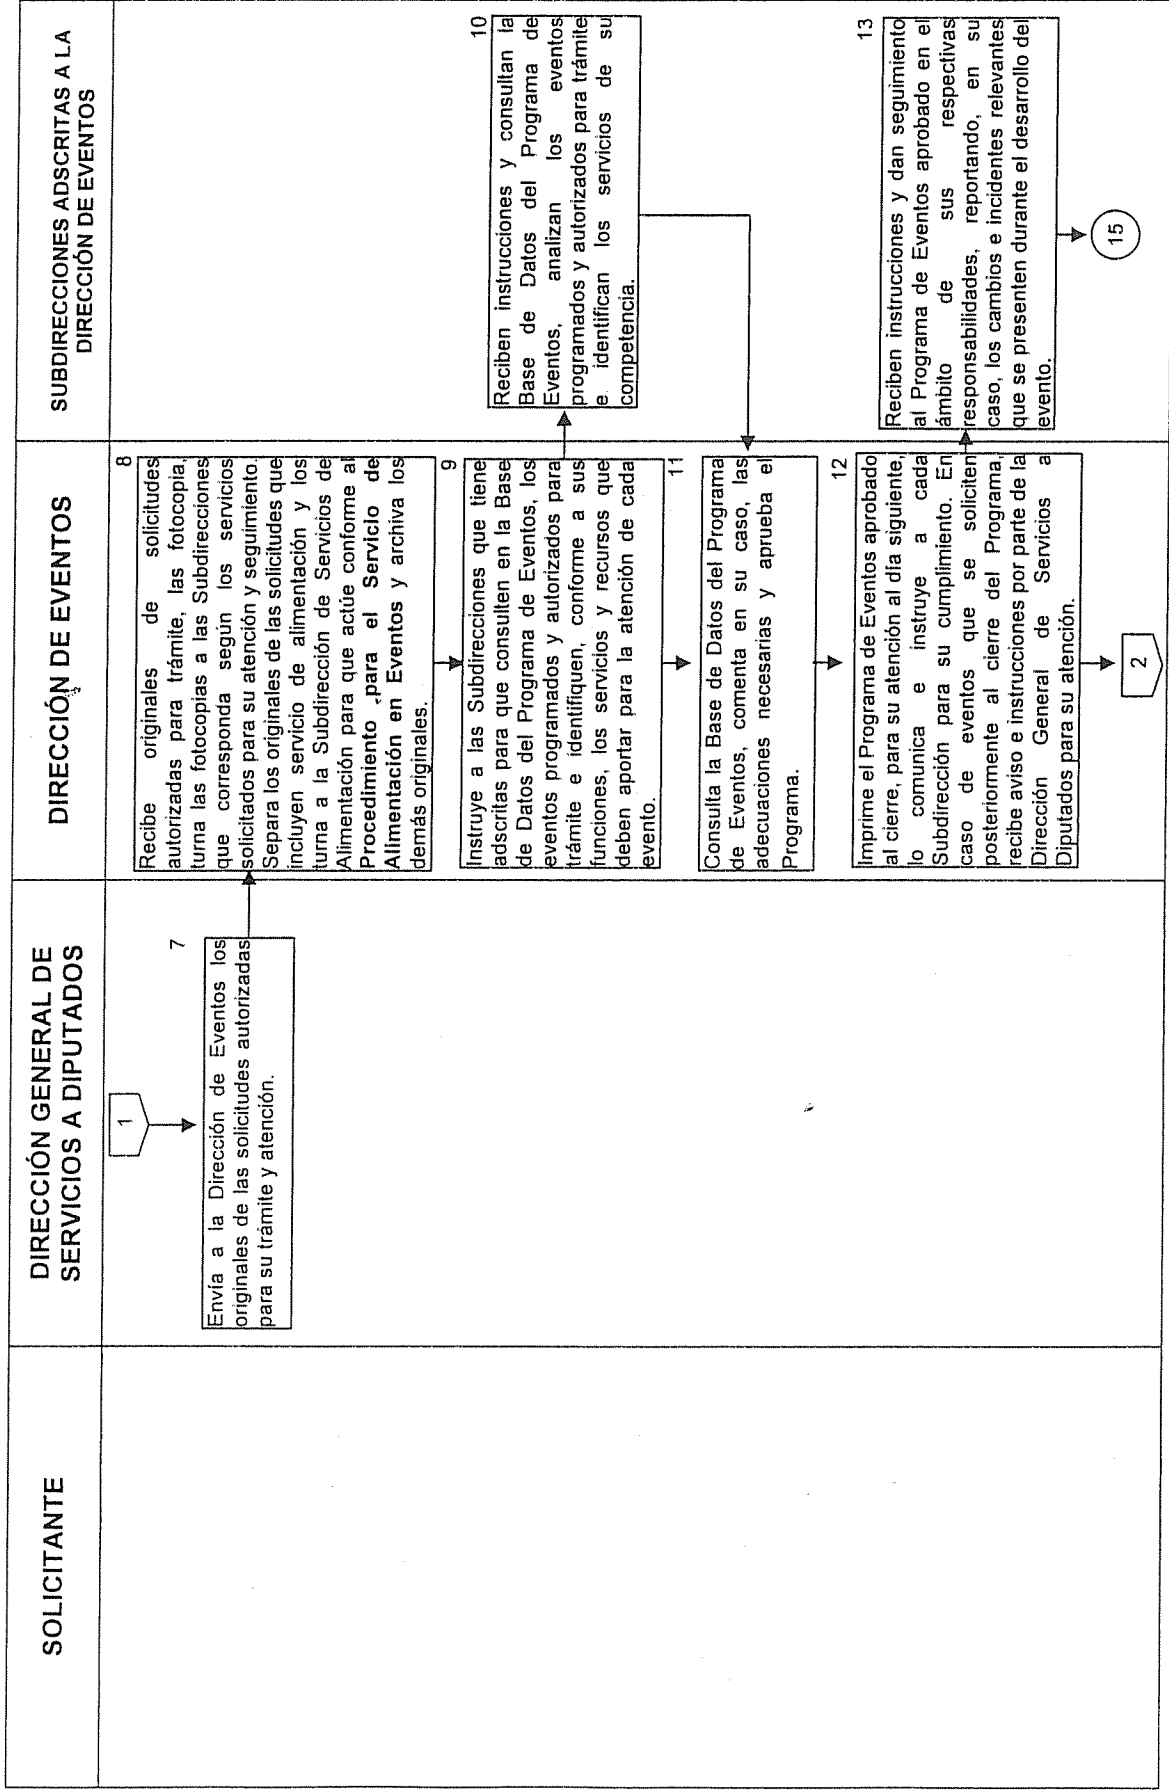 SOLICITANTE
DIRECCIÓN GENERAL DE
SERVICIOS A DIPUTADOS
DIRECCIÓN DE EVENTOS
SUBDIRECCIONES ADSCRITAS A LA
DIRECCIÓN DE EVENTOS
1
7
Envía a la Dirección de Eventos los
originales de las solicitudes autorizadas
para su trámite y atención.
8
Recibe originales de solicitudes
autorizadas para trámite, las fotocopia,
turna las fotocopias a las Subdirecciones
que corresponda según los servicios
solicitados para su atención y seguimiento.
Separa los originales de las solicitudes que
incluyen servicio de alimentación y los
turna a la Subdirección de Servicios de
Alimentación para que actúe conforme al
Procedimiento para el Servicio de
Alimentación en Eventos y archiva los
demás originales.
9
Instruye a las Subdirecciones que tiene
adscritas para que consulten en la Base
de Datos del Programa de Eventos, los
eventos programados y autorizados para
trámite e identifiquen, conforme a sus
funciones, los servicios y recursos que
deben aportar para la atención de cada
evento.
10
Reciben instrucciones y consultan la
Base de Datos del Programa de
Eventos, analizan los eventos
programados y autorizados para trámite
e identifican los servicios de su
competencia.
11
Consulta la Base de Datos del Programa
de Eventos, comenta en su caso, las
adecuaciones necesarias y aprueba el
Programa.
12
Imprime el Programa de Eventos aprobado
al cierre, para su atención al día siguiente,
lo comunica e instruye a cada
Subdirección para su cumplimiento. En
caso de eventos que se soliciten
posteriormente al cierre del Programa,
recibe aviso e instrucciones por parte de la
Dirección General de Servicios a
Diputados para su atención.
2
13
Reciben instrucciones y dan seguimiento
al Programa de Eventos aprobado en el
ámbito de sus respectivas
responsabilidades, reportando, en su
caso, los cambios e incidentes relevantes
que se presenten durante el desarrollo del
evento.
15